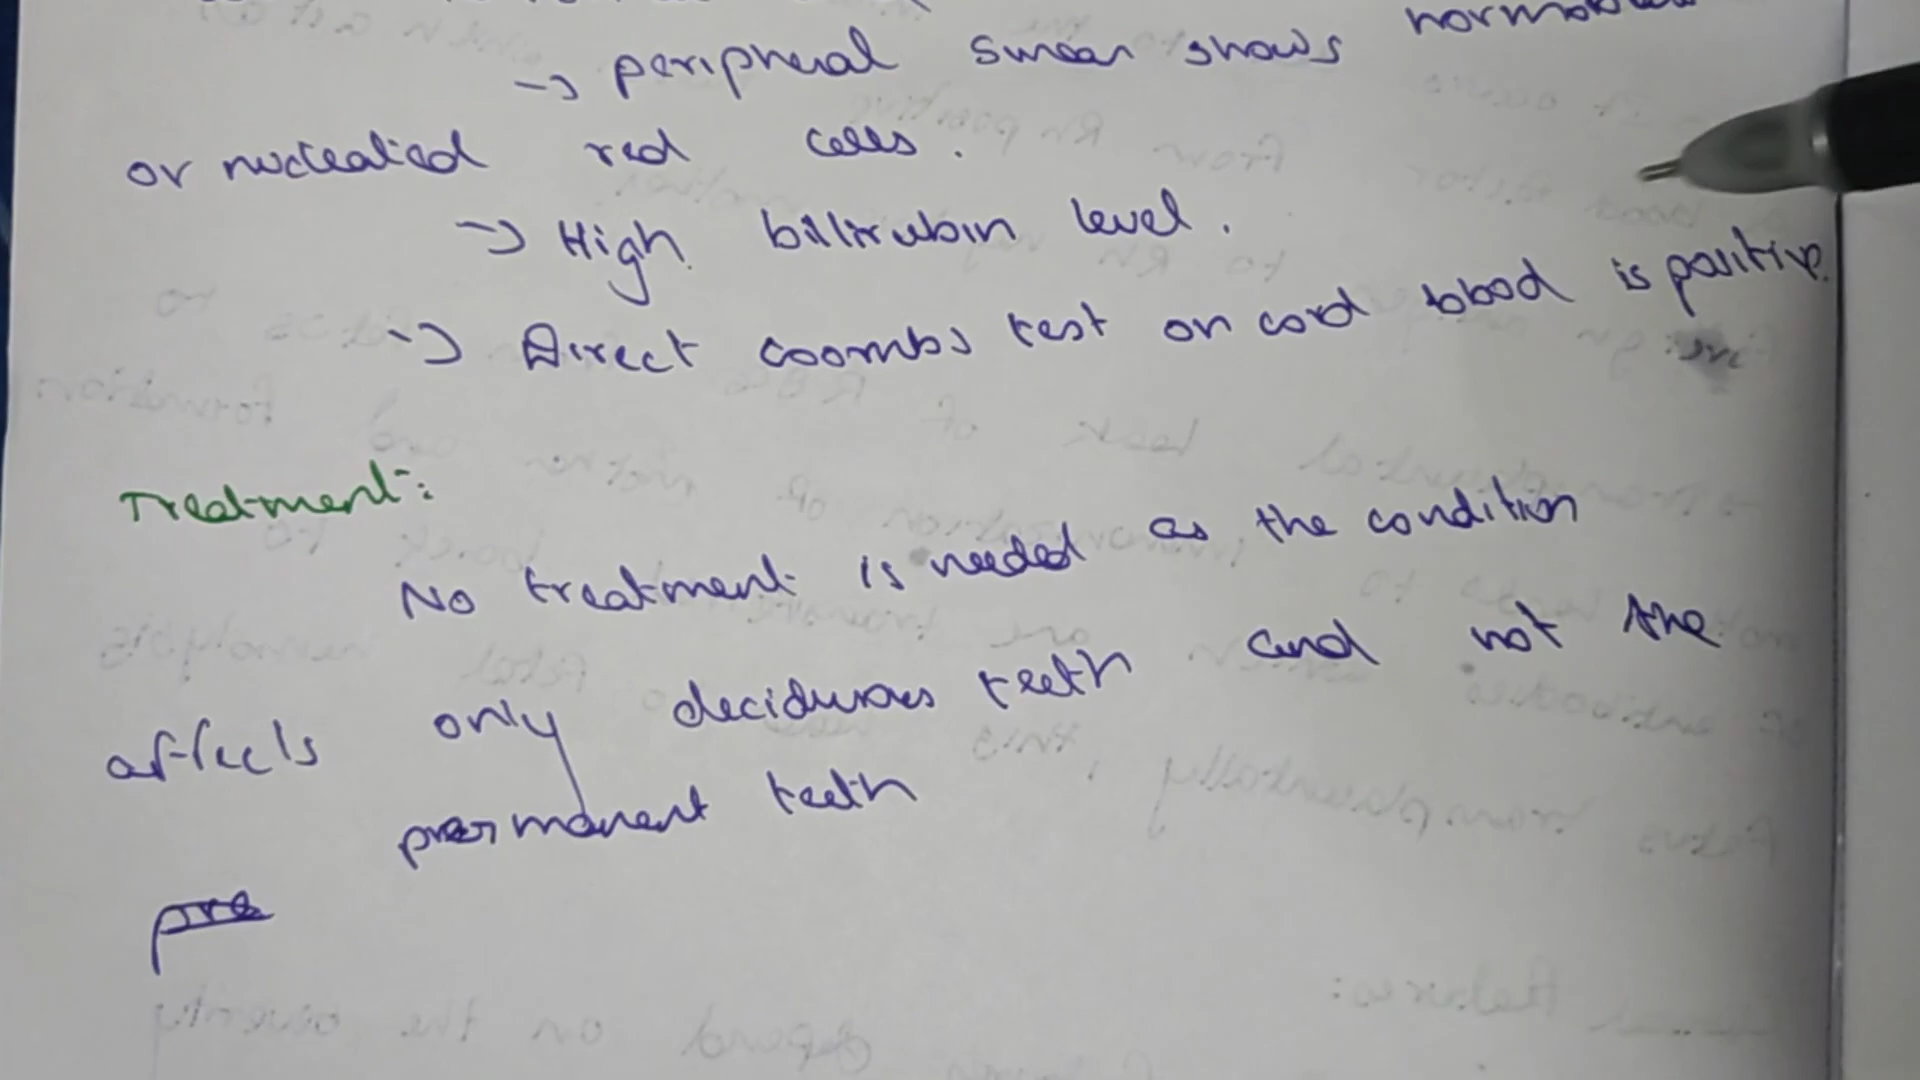 → peripheral smear shows
or nucleated red cells.
→ High billirubin level.
→ Direct coombs test on cord blood is positive.
Treatment:
No treatment is needed as the condition
affects only deciduous teeth and not the
permanent teeth